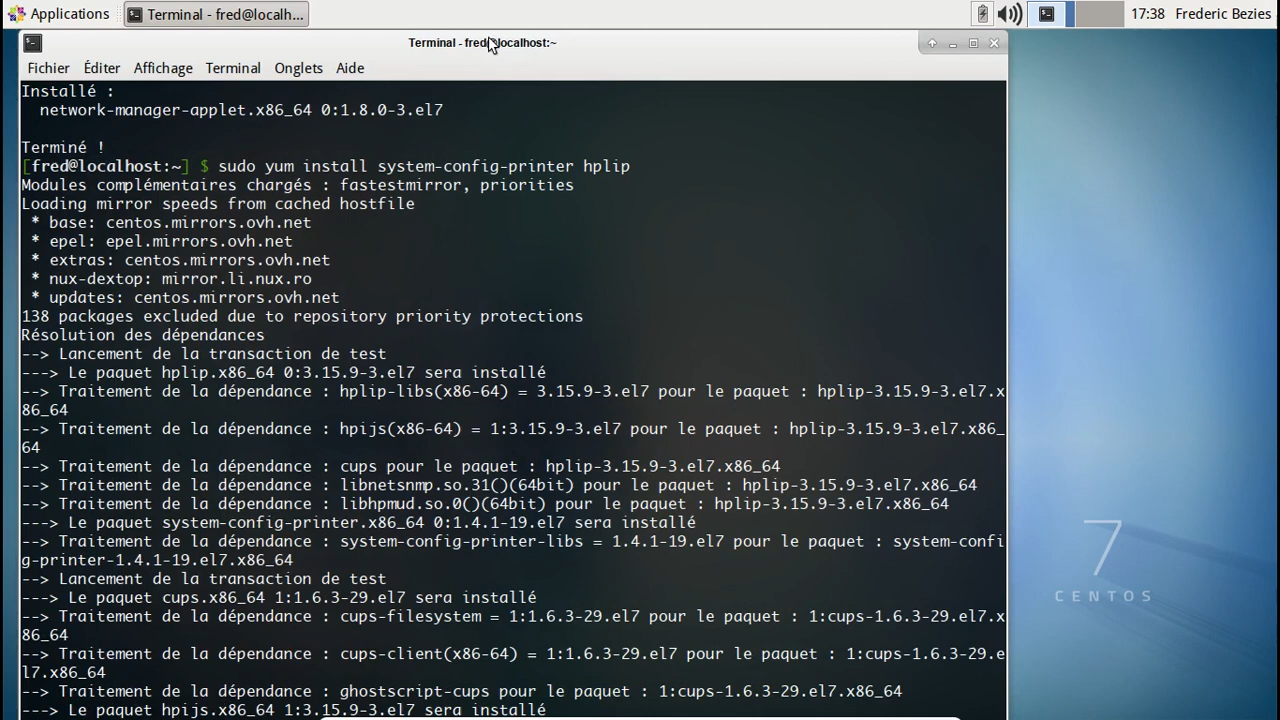 Applications
Terminal - fred@localh...
17:38
Frederic Bezies
Terminal - fred@localhost:~
Fichier Éditer Affichage Terminal Onglets Aide
Installé :
network-manager-applet.x86_64 0:1.8.0-3.el7
Terminé !
[fred@localhost:~] $ sudo yum install system-config-printer hplip
Modules complémentaires chargés : fastestmirror, priorities
Loading mirror speeds from cached hostfile
* base: centos.mirrors.ovh.net
* epel: epel.mirrors.ovh.net
* extras: centos.mirrors.ovh.net
* nux-dextop: mirror.li.nux.ro
* updates: centos.mirrors.ovh.net
138 packages excluded due to repository priority protections
Résolution des dépendances
--> Lancement de la transaction de test
---> Le paquet hplip.x86_64 0:3.15.9-3.el7 sera installé
--> Traitement de la dépendance : hplip-libs(x86-64) = 3.15.9-3.el7 pour le paquet : hplip-3.15.9-3.el7.x
86_64
--> Traitement de la dépendance : hpijs(x86-64) = 1:3.15.9-3.el7 pour le paquet : hplip-3.15.9-3.el7.x86_
64
--> Traitement de la dépendance : cups pour le paquet : hplip-3.15.9-3.el7.x86_64
--> Traitement de la dépendance : libnetsnmp.so.31()(64bit) pour le paquet : hplip-3.15.9-3.el7.x86_64
--> Traitement de la dépendance : libhpmud.so.0()(64bit) pour le paquet : hplip-3.15.9-3.el7.x86_64
---> Le paquet system-config-printer.x86_64 0:1.4.1-19.el7 sera installé
--> Traitement de la dépendance : system-config-printer-libs = 1.4.1-19.el7 pour le paquet : system-confi
g-printer-1.4.1-19.el7.x86_64
--> Lancement de la transaction de test
---> Le paquet cups.x86_64 1:1.6.3-29.el7 sera installé
--> Traitement de la dépendance : cups-filesystem = 1:1.6.3-29.el7 pour le paquet : 1:cups-1.6.3-29.el7.x
86_64
--> Traitement de la dépendance : cups-client(x86-64) = 1:1.6.3-29.el7 pour le paquet : 1:cups-1.6.3-29.e
l7.x86_64
--> Traitement de la dépendance : ghostscript-cups pour le paquet : 1:cups-1.6.3-29.el7.x86_64
---> Le paquet hpijs.x86_64 1:3.15.9-3.el7 sera installé
7
CENTOS